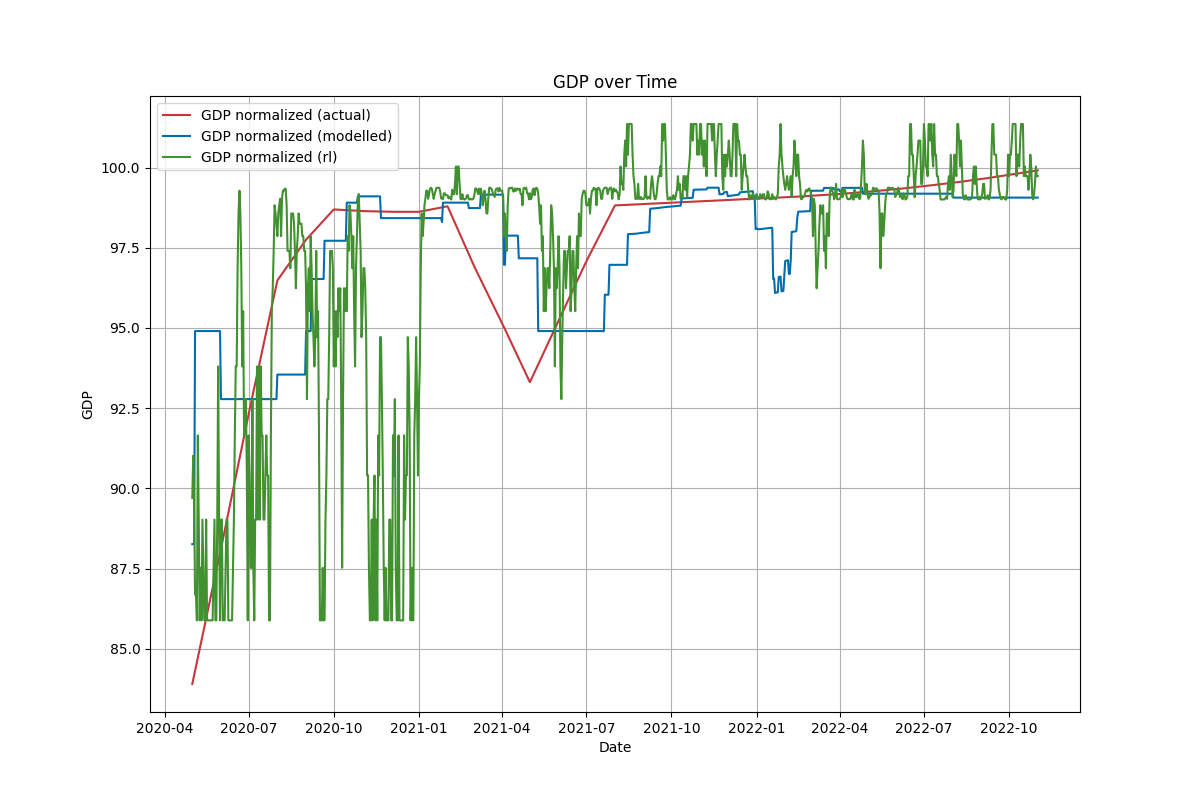 GDP over Time
GDP normalized (actual)
GDP normalized (modelled)
GDP normalized (rl)
100.0
97.5
95.0
92.5
90.0
87.5
85.0
GDP
2020-04 2020-07 2020-10 2021-01 2021-04 2021-07 2021-10 2022-01 2022-04 2022-07 2022-10
Date